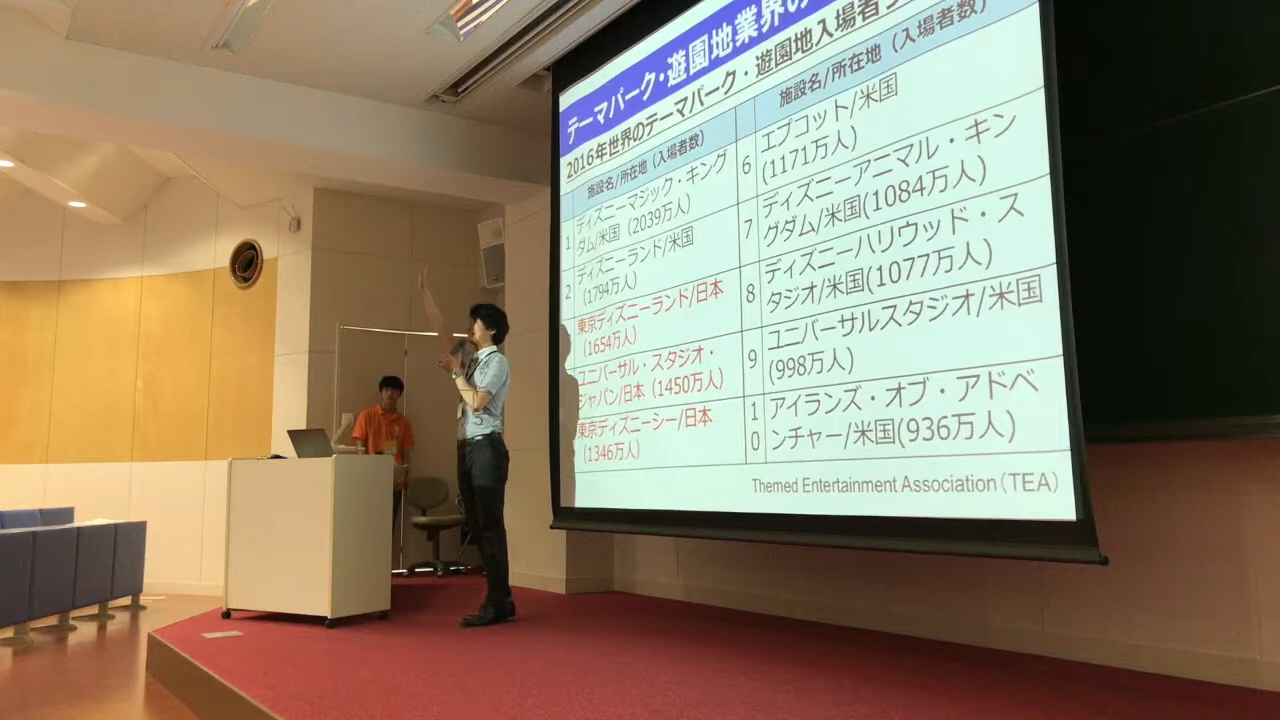 テーマパーク・遊園地業界の
2016年世界のテーマパーク・遊園地入場者
施設名/所在地（入場者数）
1
ディズニーマジック・キング
ダム/米国（2039万人）
2
ディズニーランド/米国
（1794万人）
東京ディズニーランド/日本
（1654万人）
ユニバーサル・スタジオ・
ジャパン/日本（1450万人）
東京ディズニーシー/日本
（1346万人）
施設名/所在地（入場者数）
6
エプコット/米国
(1171万人)
7
ディズニーアニマル・キン
グダム/米国(1084万人)
8
ディズニーハリウッド・ス
タジオ/米国(1077万人)
9
ユニバーサルスタジオ/米国
(998万人)
1
0
アイランズ・オブ・アドベ
ンチャー/米国(936万人)
Themed Entertainment Association（TEA）